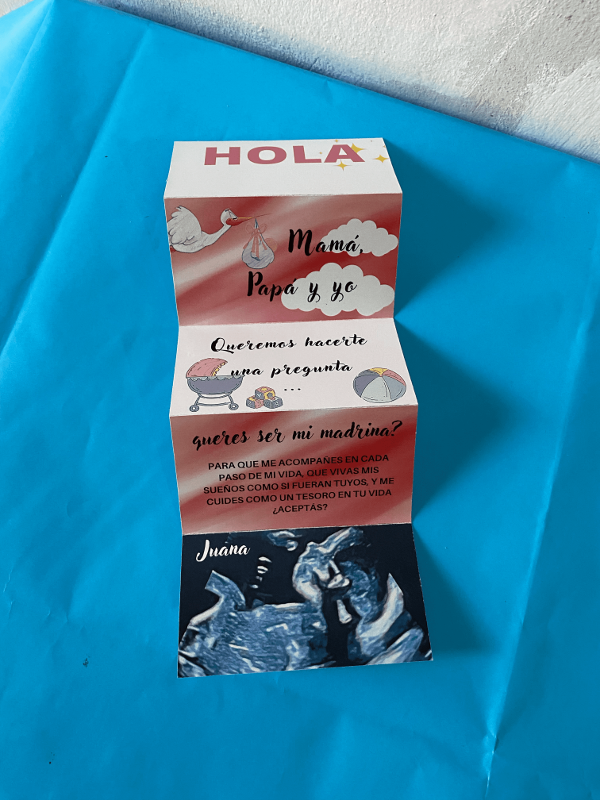 HOLA
Mamá,
Papá y yo
Queremos hacerte
una pregunta
...
queres ser mi madrina?
PARA QUE ME ACOMPAÑES EN CADA
PASO DE MI VIDA, QUE VIVAS MIS
SUEÑOS COMO SI FUERAN TUYOS, Y ME
CUIDES COMO UN TESORO EN TU VIDA
¿ACEPTÁS?
Juana